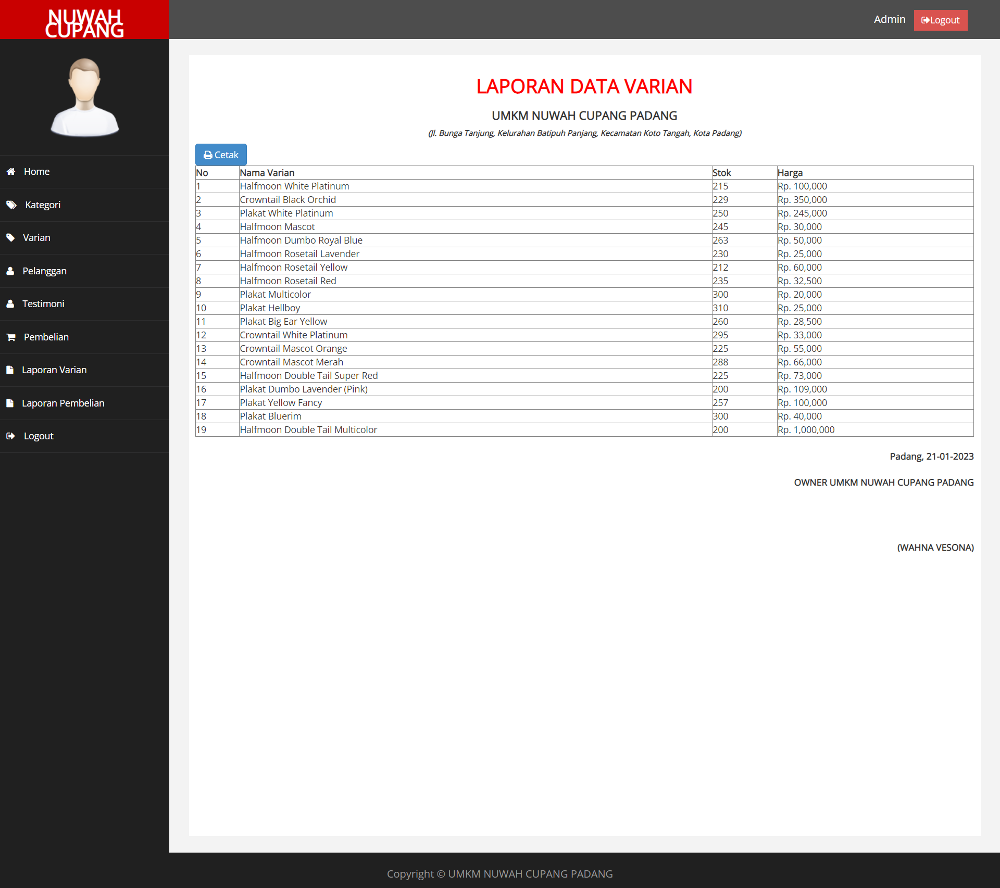 NUWAH
CUPANG
Admin
Logout
Home
Kategori
Varian
Pelanggan
Testimoni
Pembelian
Laporan Varian
Laporan Pembelian
Logout
LAPORAN DATA VARIAN
UMKM NUWAH CUPANG PADANG
(Jl. Bunga Tanjung, Kelurahan Batipuh Panjang, Kecamatan Koto Tangah, Kota Padang)
Cetak
No Nama Varian Stok Harga
1 Halfmoon White Platinum 215 Rp. 100,000
2 Crowntail Black Orchid 229 Rp. 350,000
3 Plakat White Platinum 250 Rp. 245,000
4 Halfmoon Mascot 245 Rp. 30,000
5 Halfmoon Dumbo Royal Blue 263 Rp. 50,000
6 Halfmoon Rosetail Lavender 230 Rp. 25,000
7 Halfmoon Rosetail Yellow 212 Rp. 60,000
8 Halfmoon Rosetail Red 235 Rp. 32,500
9 Plakat Multicolor 300 Rp. 20,000
10 Plakat Hellboy 310 Rp. 25,000
11 Plakat Big Ear Yellow 260 Rp. 28,500
12 Crowntail White Platinum 295 Rp. 33,000
13 Crowntail Mascot Orange 225 Rp. 55,000
14 Crowntail Mascot Merah 288 Rp. 66,000
15 Halfmoon Double Tail Super Red 225 Rp. 73,000
16 Plakat Dumbo Lavender (Pink) 200 Rp. 109,000
17 Plakat Yellow Fancy 257 Rp. 100,000
18 Plakat Bluerim 300 Rp. 40,000
19 Halfmoon Double Tail Multicolor 200 Rp. 1,000,000
Padang, 21-01-2023
OWNER UMKM NUWAH CUPANG PADANG
(WAHNA VESONA)
Copyright © UMKM NUWAH CUPANG PADANG